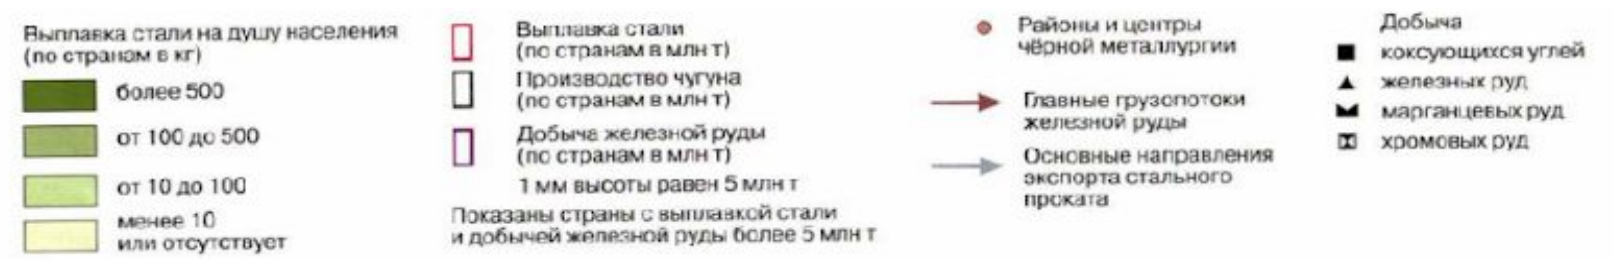 Выплавка стали на душу населения
(по странам в кг)
более 500
от 100 до 500
от 10 до 100
менее 10
или отсутствует
Выплавка стали
(по странам в млн т)
Производство чугуна
(по странам в млн т)
Добыча железной руды
(по странам в млн т)
1 мм высоты равен 5 млн т
Показаны страны с выплавкой стали
и добычей железной руды более 5 млн т
Районы и центры
чёрной металлургии
Главные грузопотоки
железной руды
Основные направления
экспорта стального
проката
Добыча
коксующихся углей
железных руд
марганцевых руд
хромовых руд